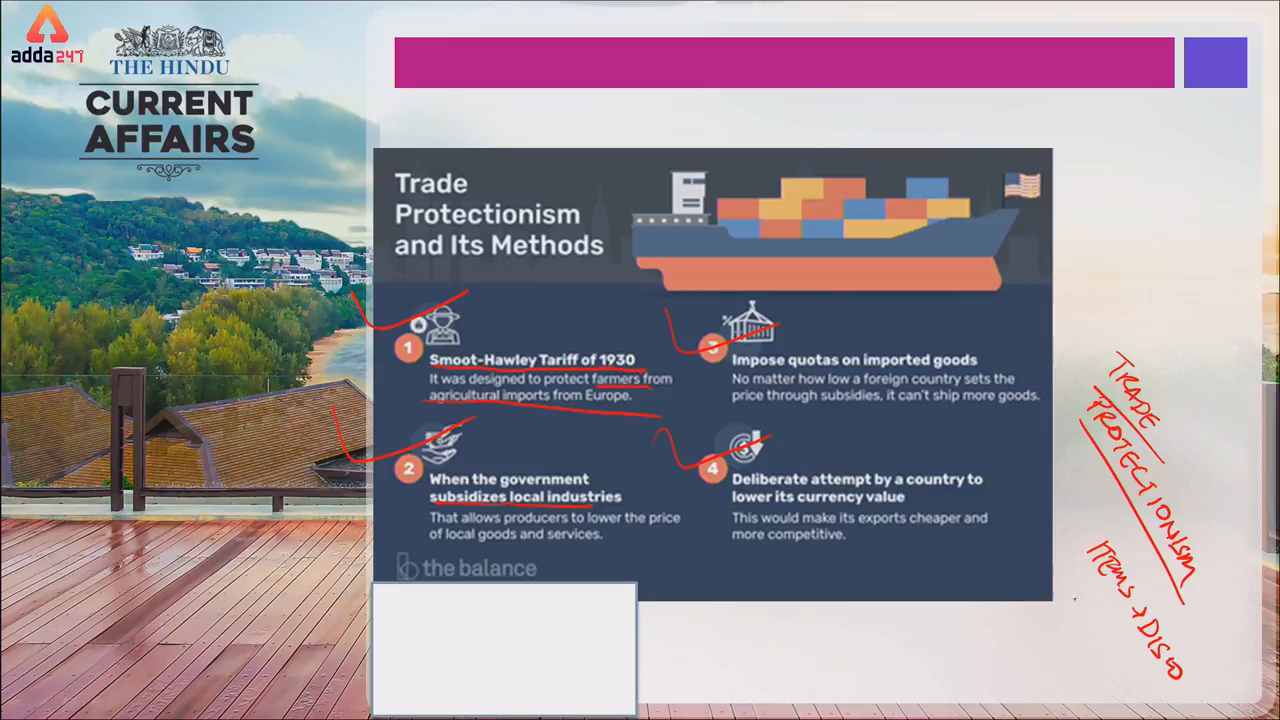 adda247
THE HINDU
CURRENT
AFFAIRS
Trade
Protectionism
and Its Methods
1
Smoot-Hawley Tariff of 1930
It was designed to protect farmers from
agricultural imports from Europe.
2
When the government
subsidizes local industries
That allows producers to lower the price
of local goods and services.
3
Impose quotas on imported goods
No matter how low a foreign country sets the
price through subsidies, it can't ship more goods.
4
Deliberate attempt by a country to
lower its currency value
This would make its exports cheaper and
more competitive.
the balance
TRADE
PROTECTIONISM
ITEMS → DIS